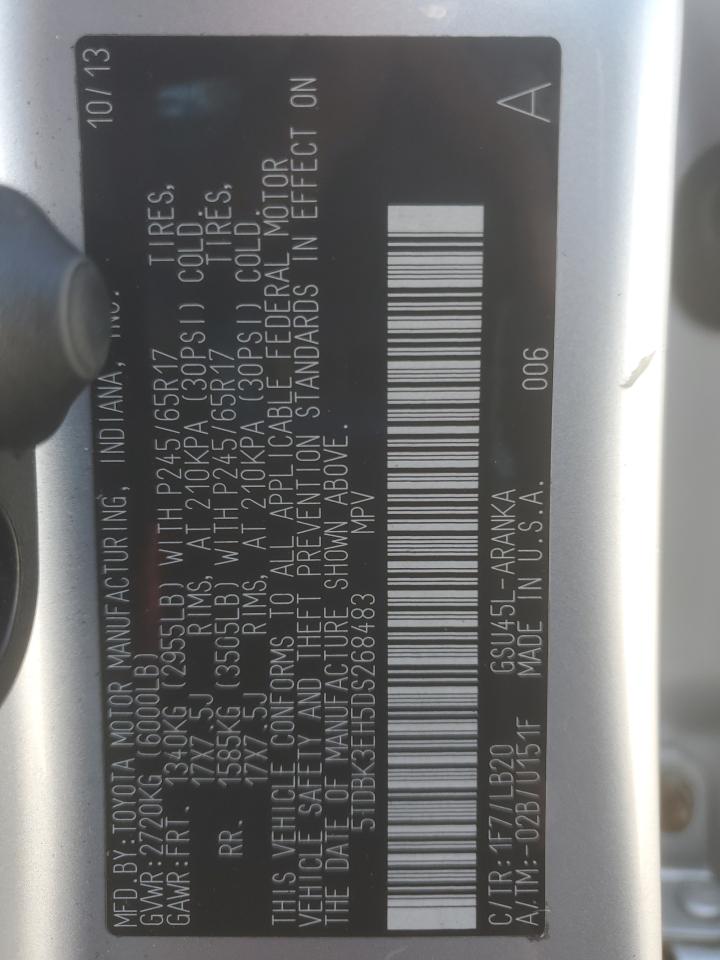 MFD.BY:TOYOTA MOTOR MANUFACTURING, INDIANA, INC. 10/13
GVWR:2720KG (6000LB)
GAWR:FRT. 1340KG (2955LB) WITH P245/65R17 TIRES,
17X7.5J RIMS, AT 210KPA (30PSI) COLD.
RR. 1585KG (3505LB) WITH P245/65R17 TIRES,
17X7.5J RIMS, AT 210KPA (30PSI) COLD.
THIS VEHICLE CONFORMS TO ALL APPLICABLE FEDERAL MOTOR
VEHICLE SAFETY AND THEFT PREVENTION STANDARDS IN EFFECT ON
THE DATE OF MANUFACTURE SHOWN ABOVE.
5TDBK3EH5DS268483 MPV
C/TR:1F7/LB20 GSU45L-ARANKA
A/TM:-02B/U151F MADE IN U.S.A. 006
A